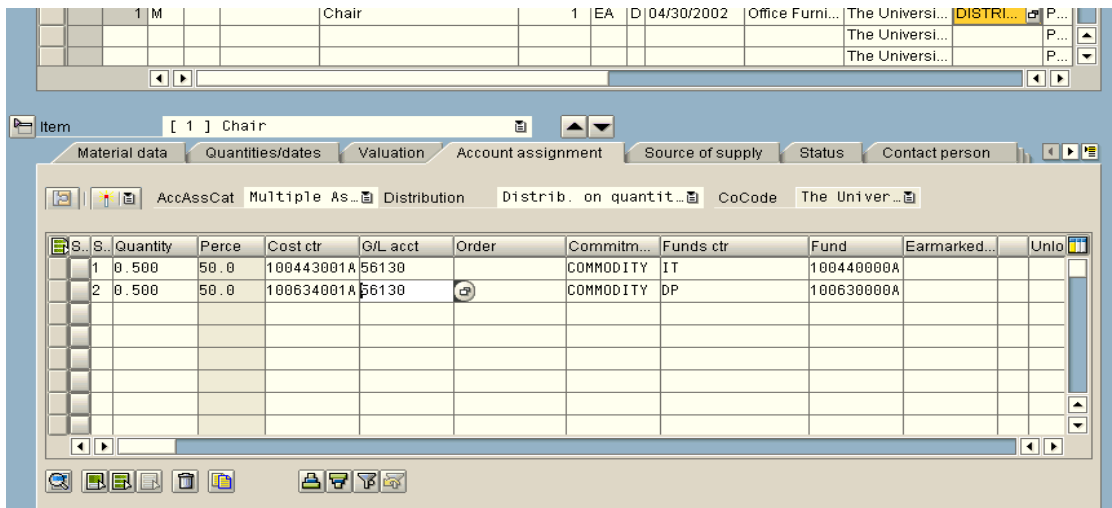 1 M Chair 1 EA D 04/30/2002 Office Furni... The Universi... DISTRI... P...
The Universi... P...
The Universi... P...
Item [ 1 ] Chair
Material data Quantities/dates Valuation Account assignment Source of supply Status Contact person
AccAssCat Multiple As… Distribution Distrib. on quantit… CoCode The Univer…
S.. S.. Quantity Perce Cost ctr G/L acct Order Commitm... Funds ctr Fund Earmarked... Unlo
1 0.500 50.0 100443001A 56130 COMMODITY IT 100440000A
2 0.500 50.0 100634001A 56130 COMMODITY DP 100630000A